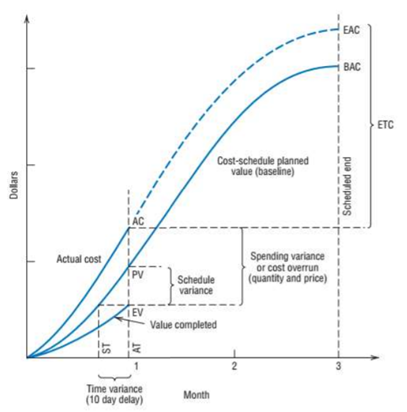 EAC
BAC
ETC
Cost-schedule planned
value (baseline)
Scheduled end
Dollars
AC
Actual cost
Spending variance
or cost overrun
(quantity and price)
PV
Schedule
variance
EV
Value completed
ST
AT
1
2
3
Time variance
(10 day delay)
Month